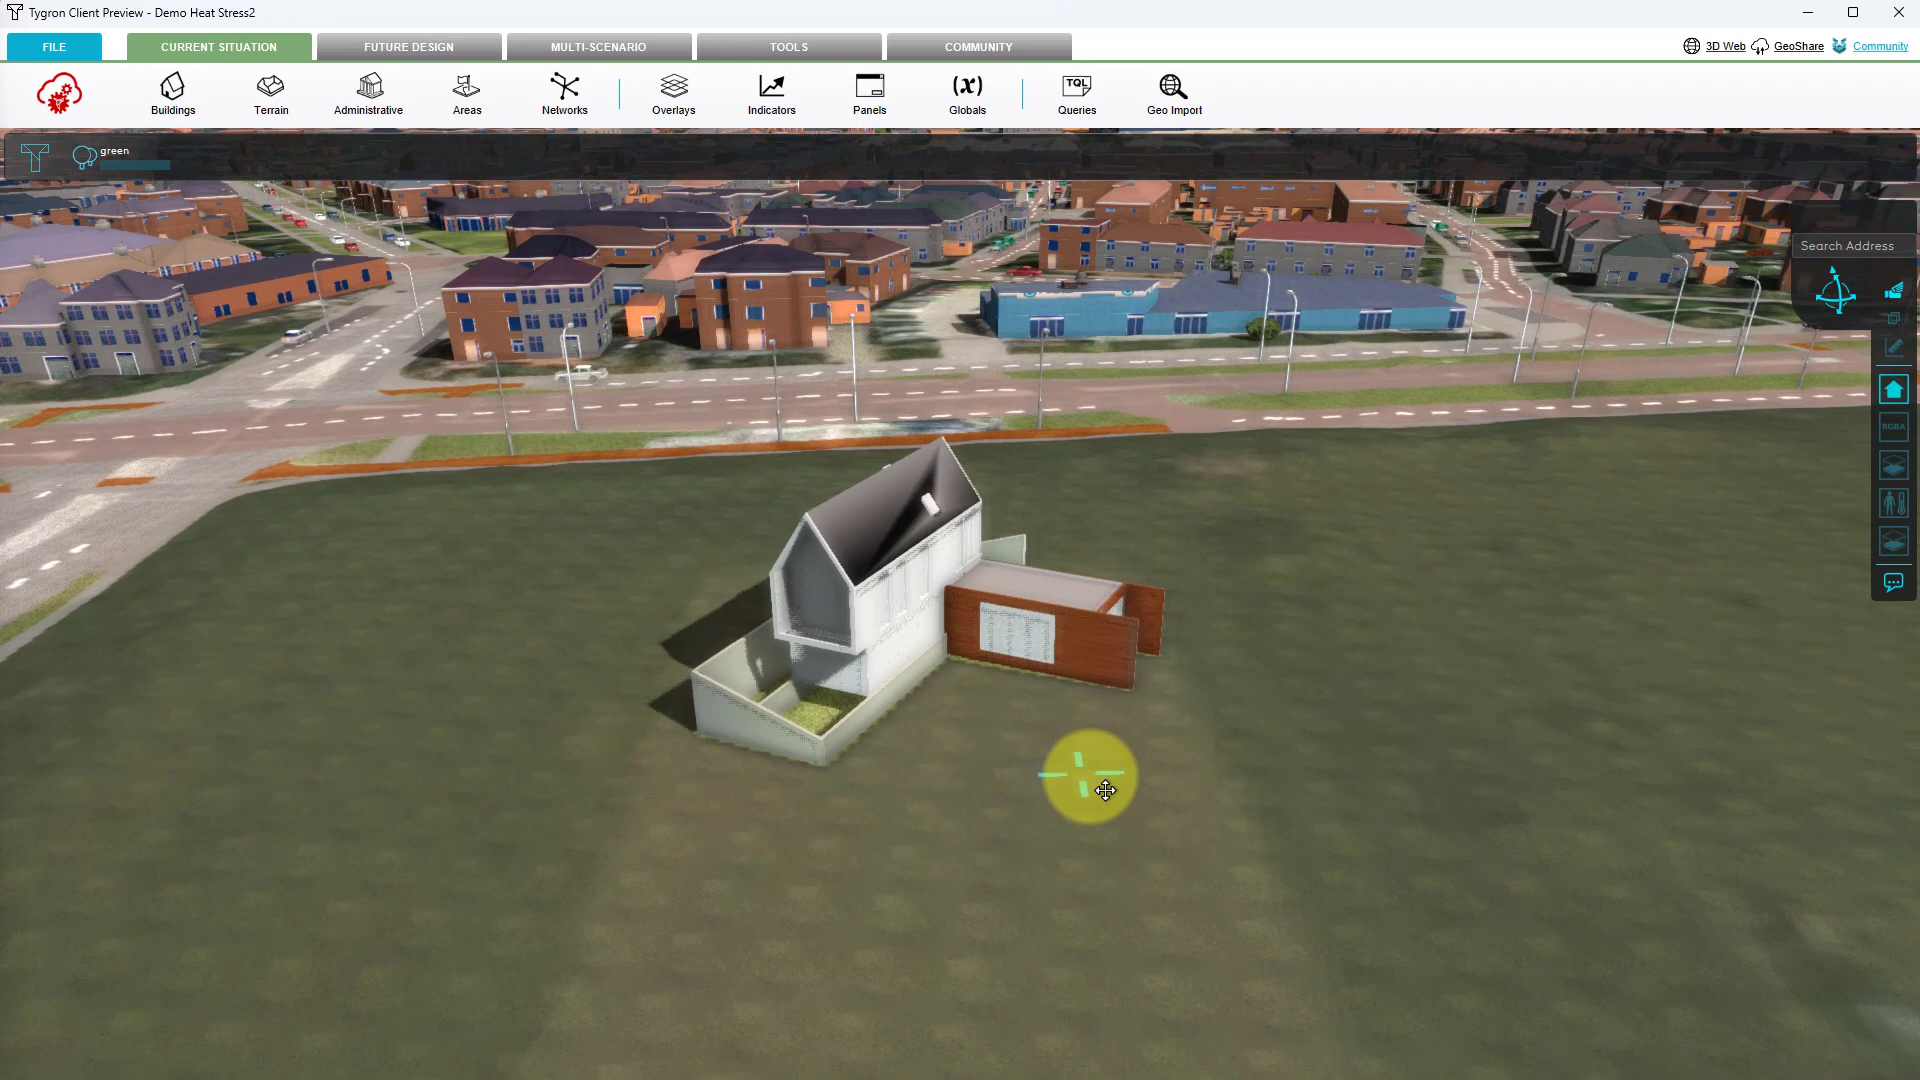 Tygron Client Preview - Demo Heat Stress2
FILE
CURRENT SITUATION
FUTURE DESIGN
MULTI-SCENARIO
TOOLS
COMMUNITY
3D Web
GeoShare
Community
Buildings
Terrain
Administrative
Areas
Networks
Overlays
Indicators
Panels
(x)
Globals
TQL
Queries
Geo Import
green
Search Address
RGBA